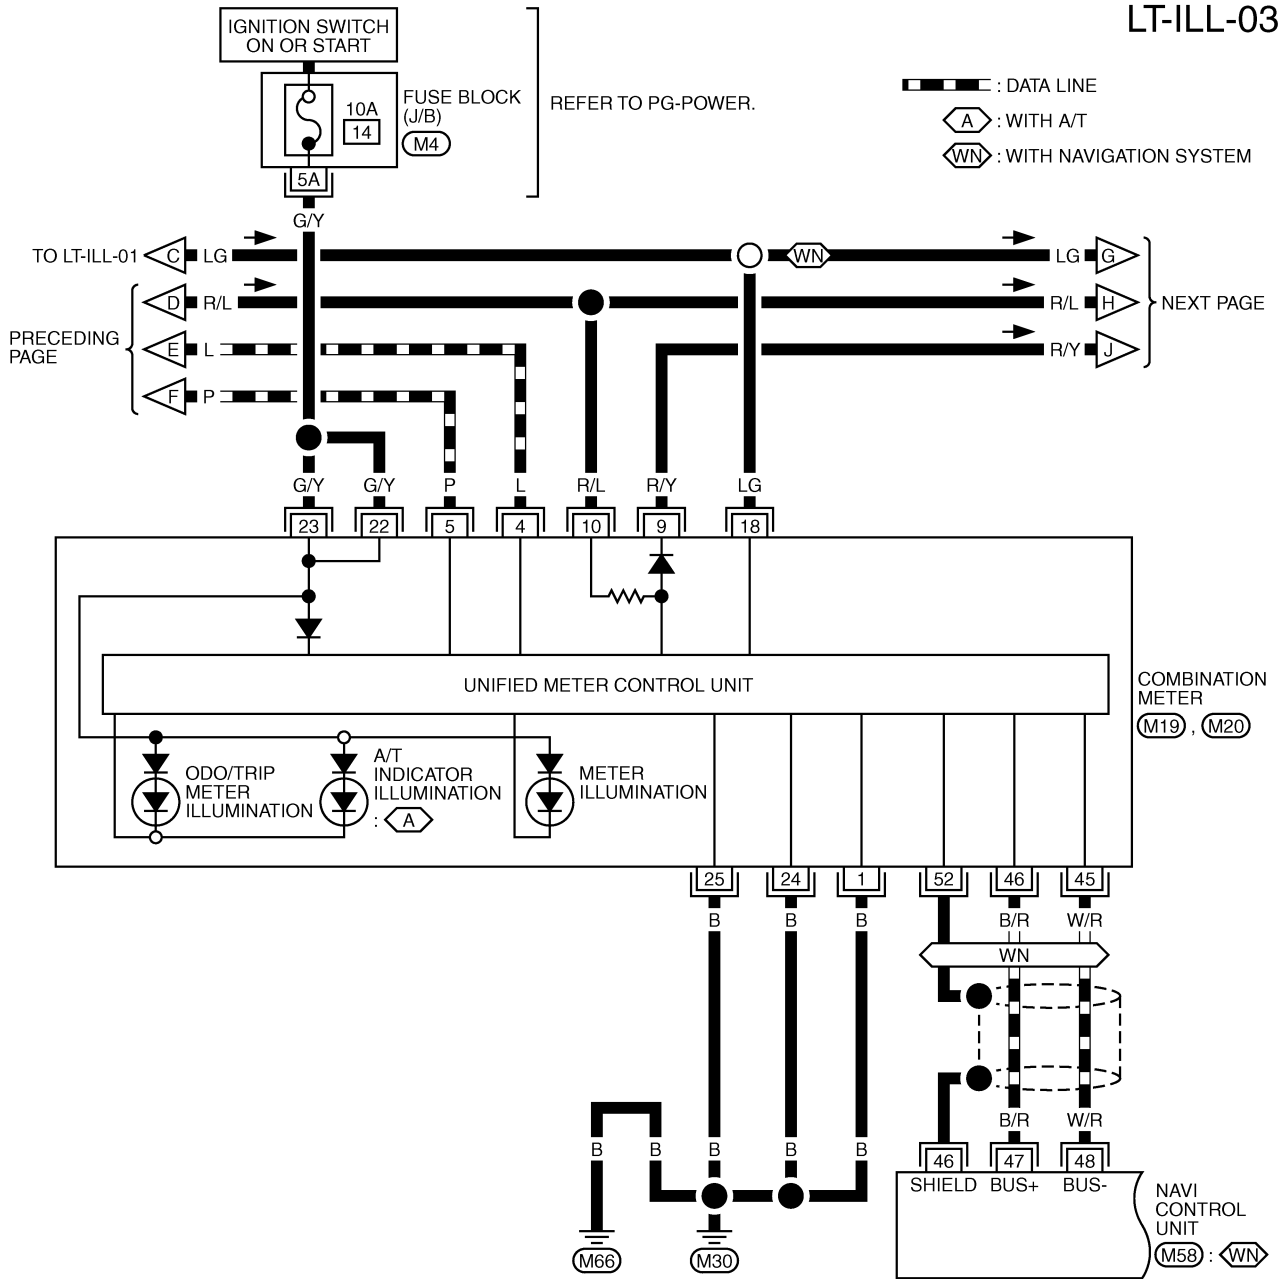 LT-ILL-03
IGNITION SWITCH
ON OR START
FUSE BLOCK
(J/B)
M4
10A
14
5A
REFER TO PG-POWER.
: DATA LINE
A : WITH A/T
WN : WITH NAVIGATION SYSTEM
G/Y
TO LT-ILL-01 C LG WN LG G
D R/L R/L H
NEXT PAGE
PRECEDING
PAGE
E L R/Y J
F P
G/Y G/Y P L R/L R/Y LG
23 22 5 4 10 9 18
UNIFIED METER CONTROL UNIT
COMBINATION
METER
M19 , M20
ODO/TRIP
METER
ILLUMINATION
A/T
INDICATOR
ILLUMINATION
: A
METER
ILLUMINATION
25 24 1 52 46 45
B B B B/R W/R
WN
B/R W/R
B B B B B
46 47 48
SHIELD BUS+ BUS-
NAVI
CONTROL
UNIT
M58 : WN
M66 M30